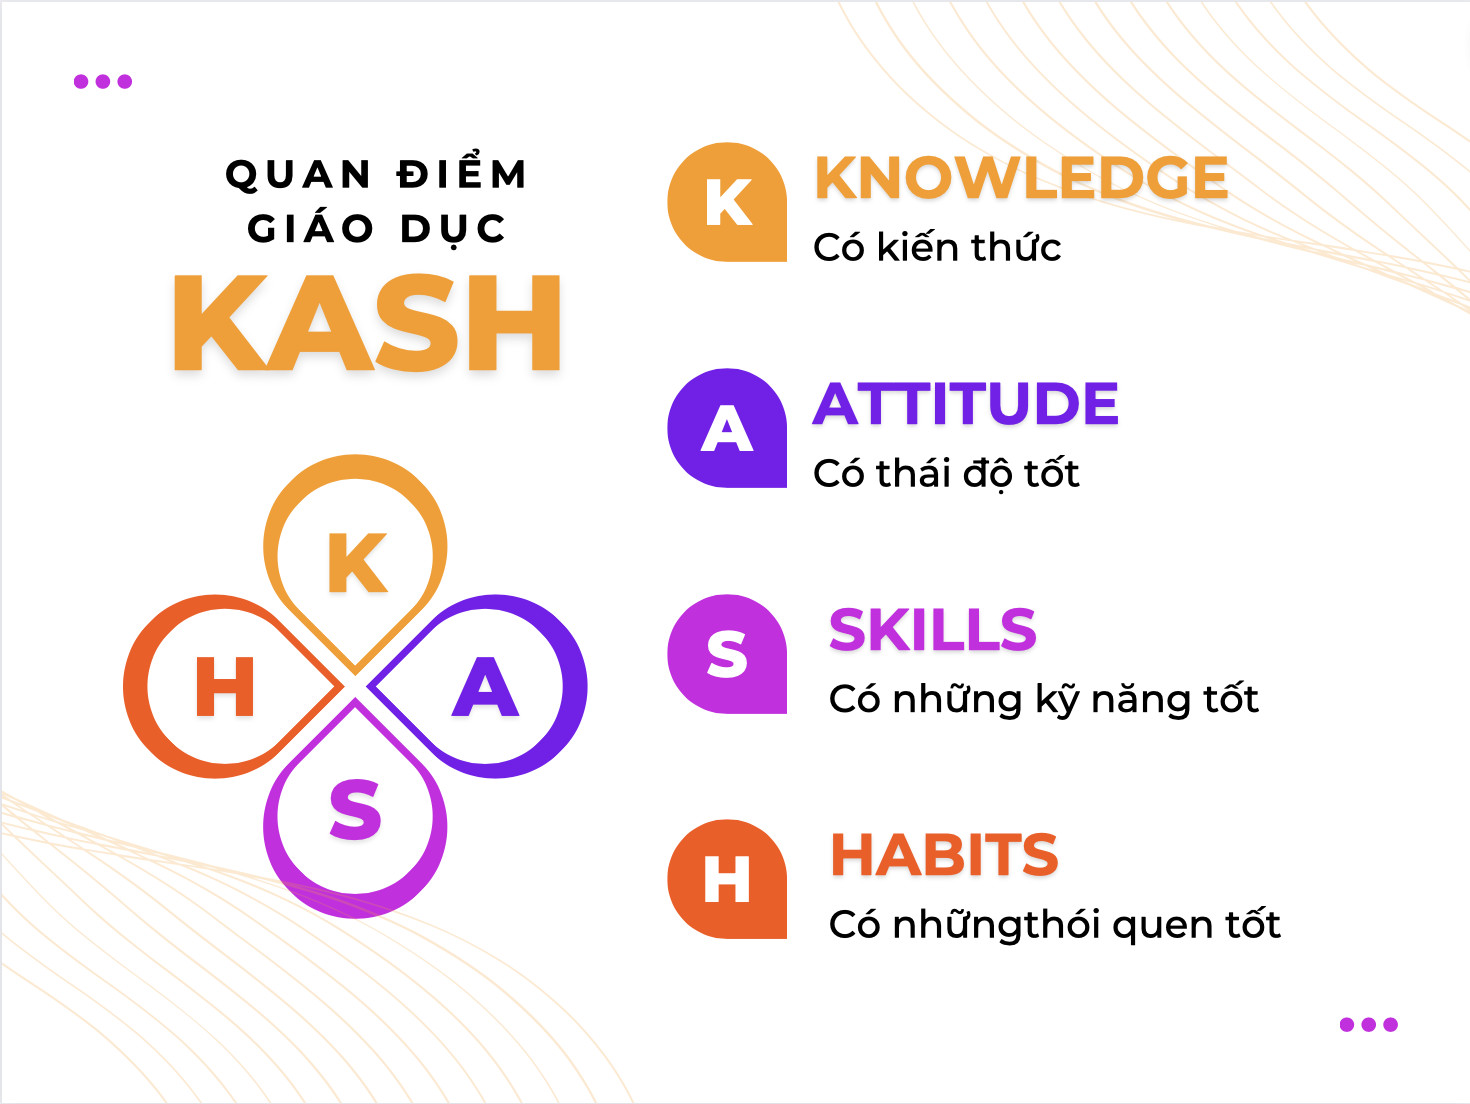 QUAN ĐIỂM
GIÁO DỤC
KASH
K
H
A
S
K
KNOWLEDGE
Có kiến thức
A
ATTITUDE
Có thái độ tốt
S
SKILLS
Có những kỹ năng tốt
H
HABITS
Có nhữngthói quen tốt